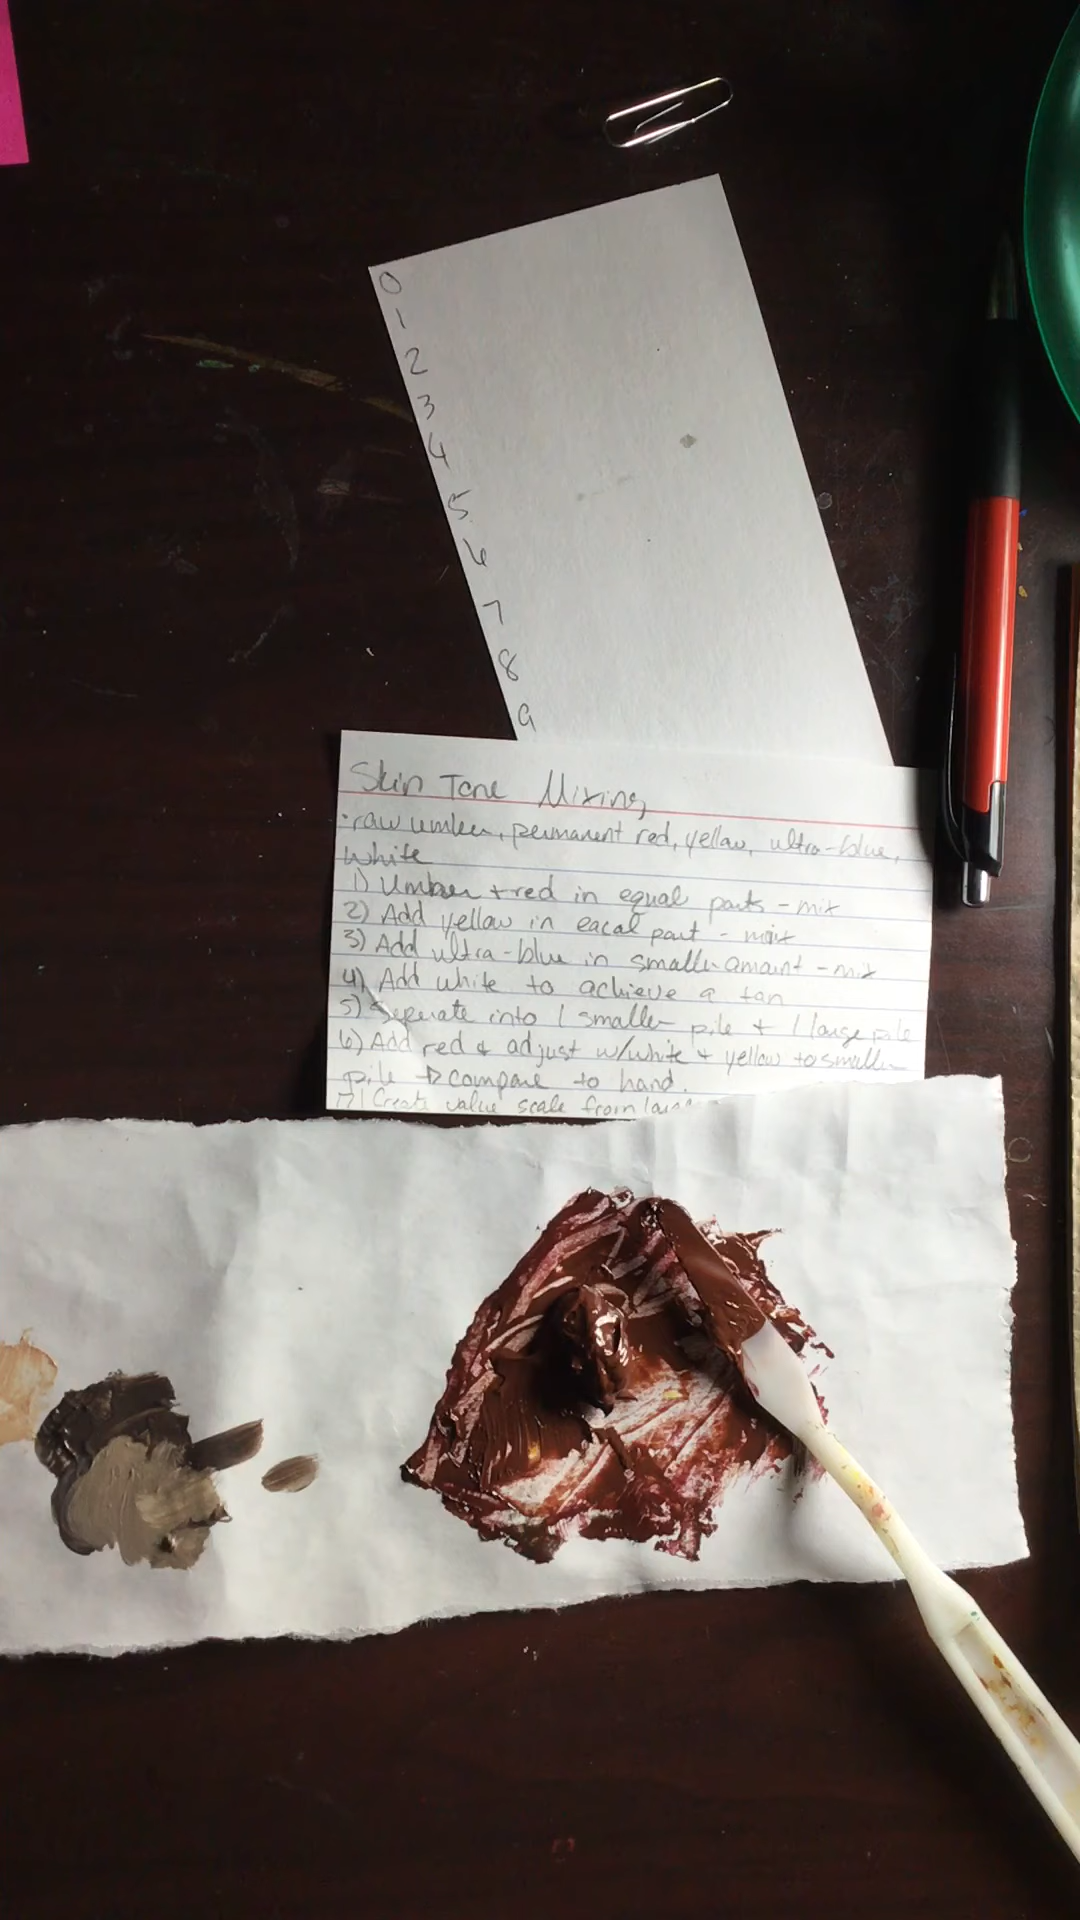 0
1
2
3
4
5
6
7
8
9
Skin Tone Mixing
• raw umber, permanent red, yellow, ultra-blue,
White
1) Umber + red in equal parts - mix
2) Add yellow in eacal part - mix
3) Add ultra-blue in smaller amount - mix
4) Add white to achieve a tan
5) Seperate into 1 smaller pile + 1 large pile
6) Add red & adjust w/white + yellow to smaller
pile → compare to hand.
7) Create value scale from large